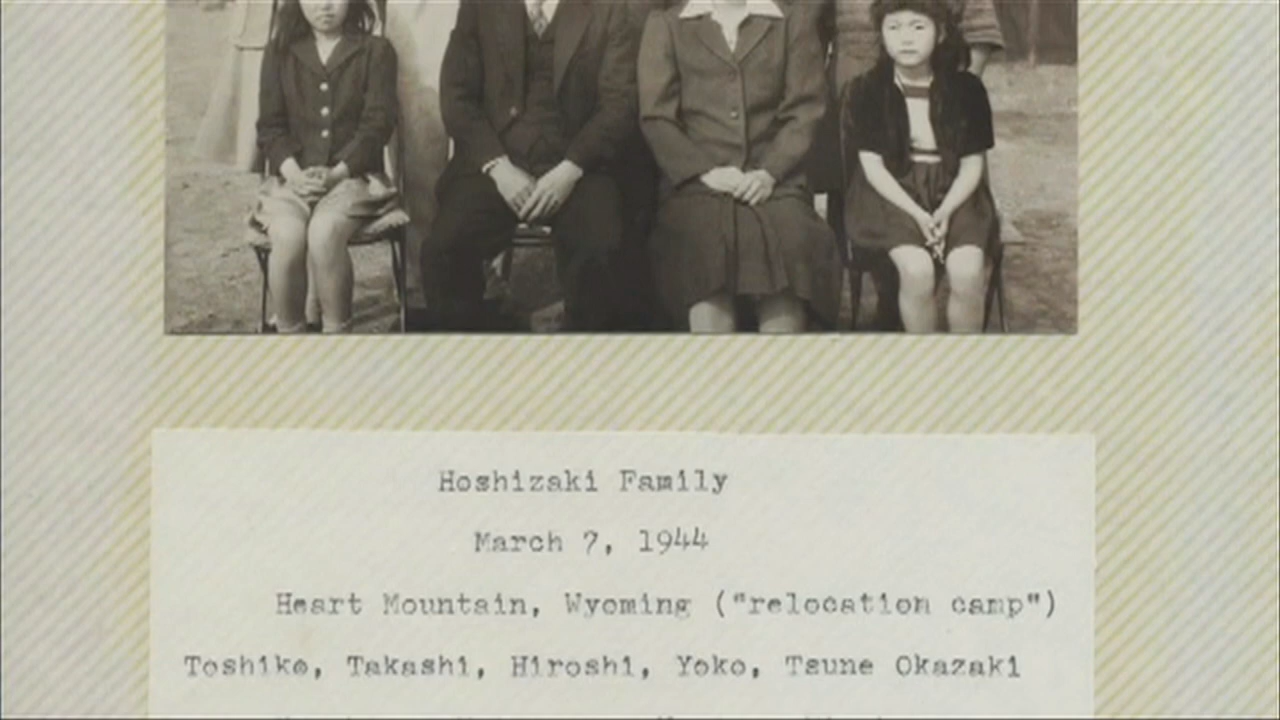 Hoshizaki Family
March 7, 1944
Heart Mountain, Wyoming ("relocation camp")
Toshiko, Takashi, Hiroshi, Yoko, Tsune Okazaki